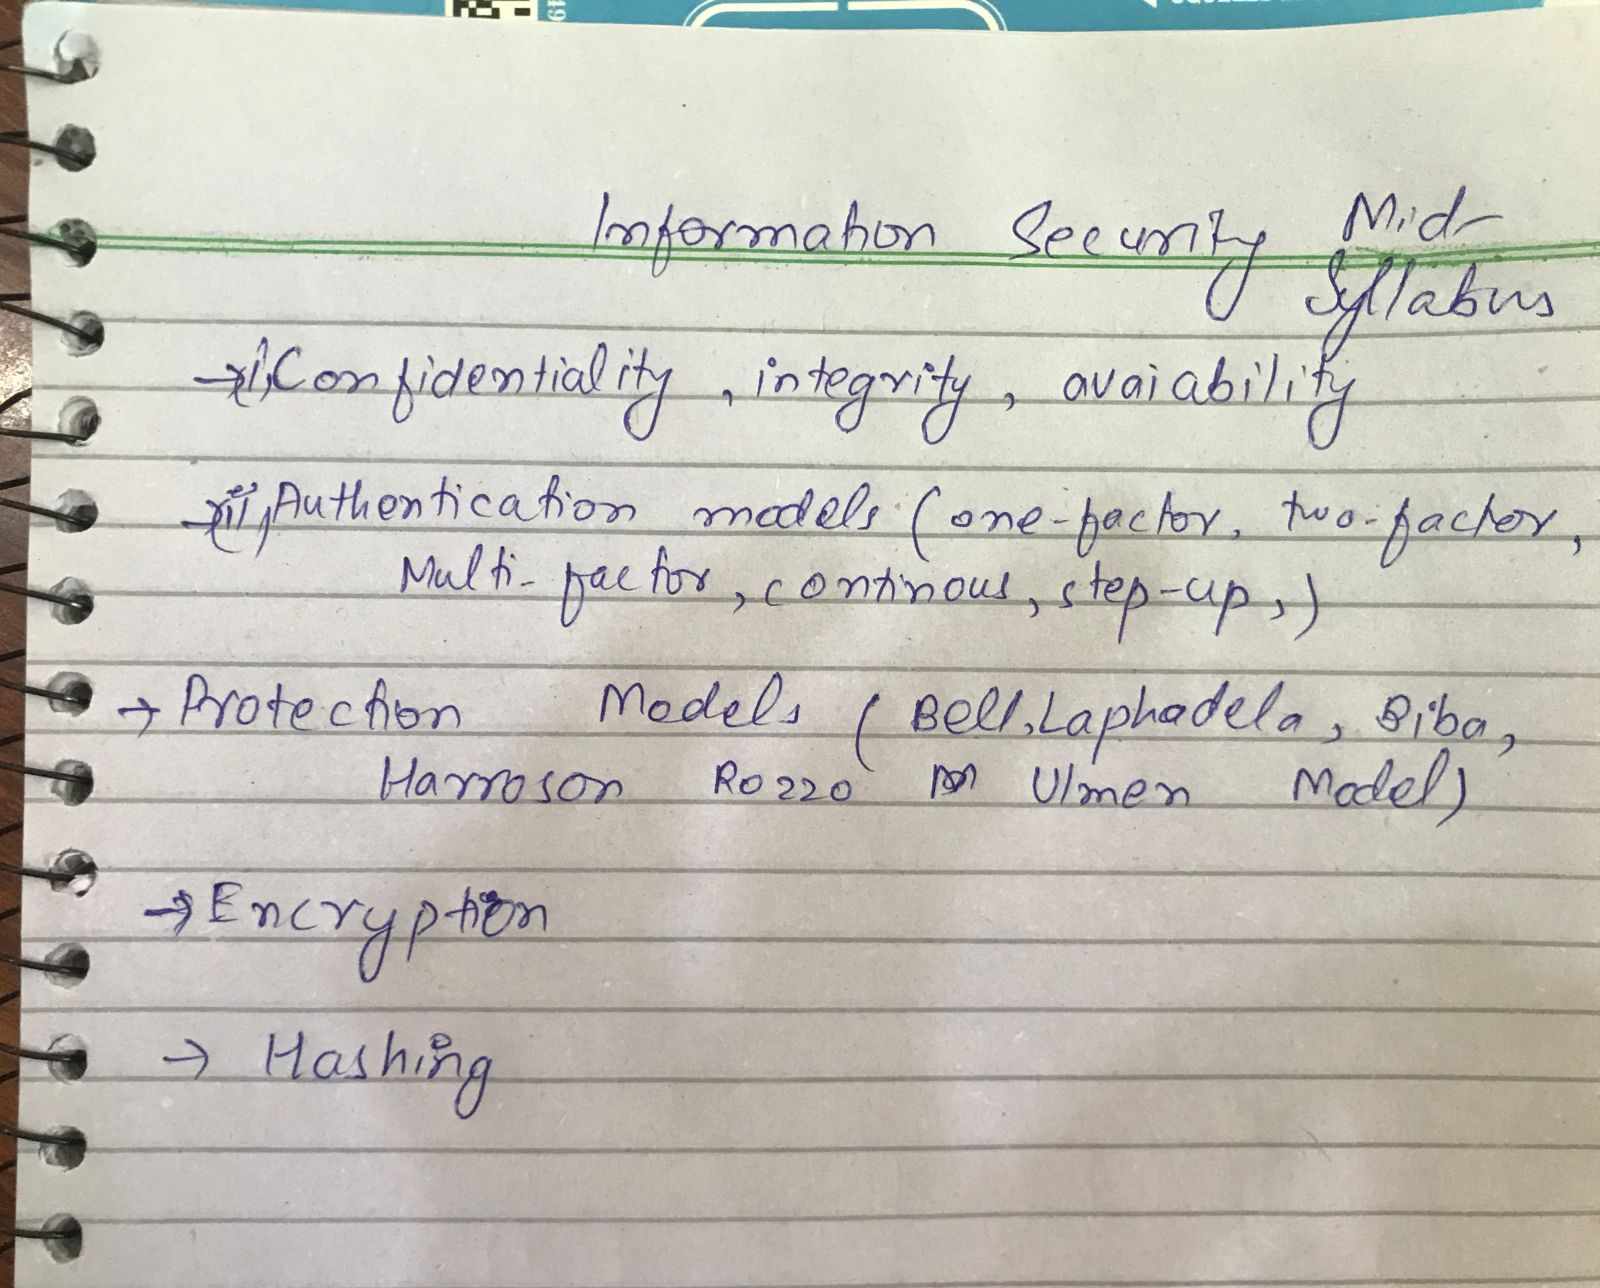 Information Security Mid-
Syllabus
→ i, Confidentiality , integrity , avaiability
→ ii, Authentication models (one-factor, two-factor,
Multi-factor, continous, step-up, )
→ Protection Models ( Bell, Laphadela, Biba,
Harroson Rozzo Ulmen Model)
→ Encryption
→ Hashing